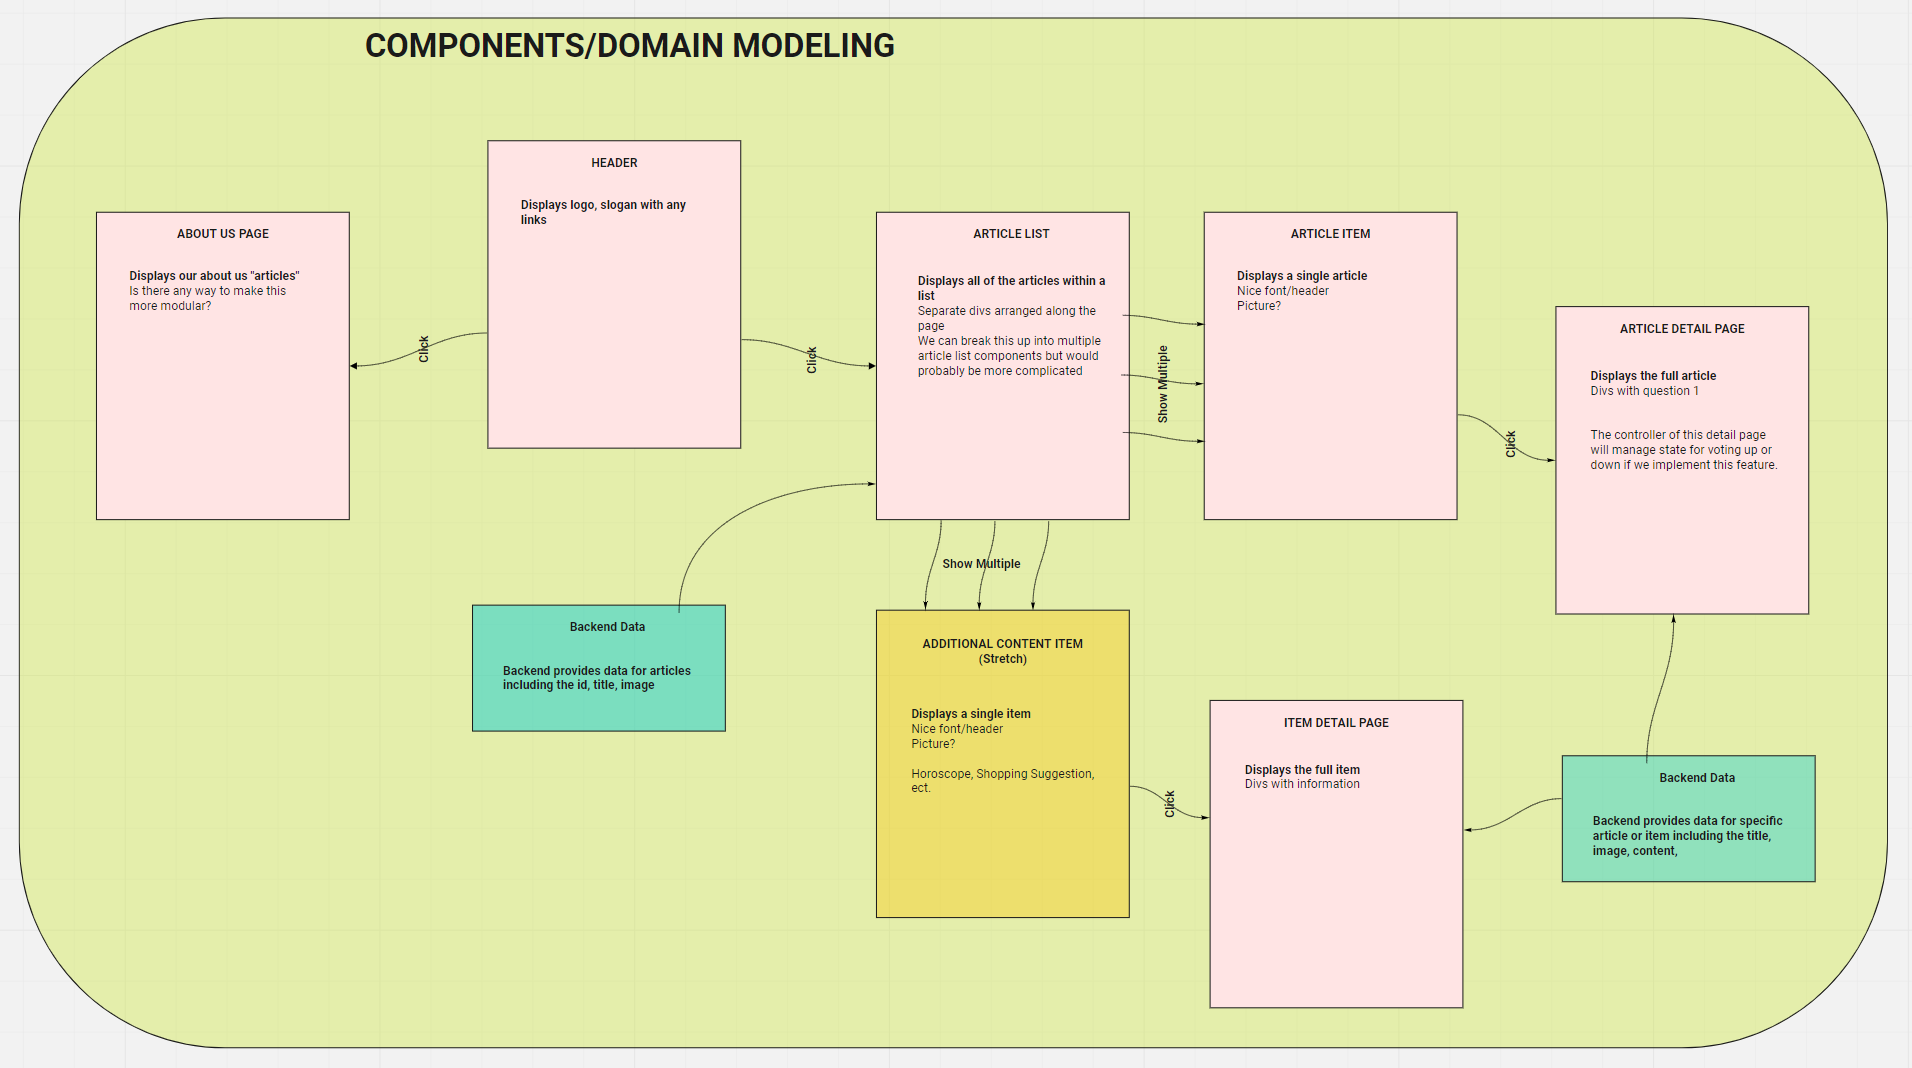 COMPONENTS/DOMAIN MODELING
ABOUT US PAGE
Displays our about us "articles"
Is there any way to make this
more modular?
Click
HEADER
Displays logo, slogan with any
links
Click
ARTICLE LIST
Displays all of the articles within a
list
Separate divs arranged along the
page
We can break this up into multiple
article list components but would
probably be more complicated
Show Multiple
ARTICLE ITEM
Displays a single article
Nice font/header
Picture?
Click
ARTICLE DETAIL PAGE
Displays the full article
Divs with question 1
The controller of this detail page
will manage state for voting up or
down if we implement this feature.
Show Multiple
Backend Data
Backend provides data for articles
including the id, title, image
ADDITIONAL CONTENT ITEM
(Stretch)
Displays a single item
Nice font/header
Picture?
Horoscope, Shopping Suggestion,
ect.
Click
ITEM DETAIL PAGE
Displays the full item
Divs with information
Backend Data
Backend provides data for specific
article or item including the title,
image, content,